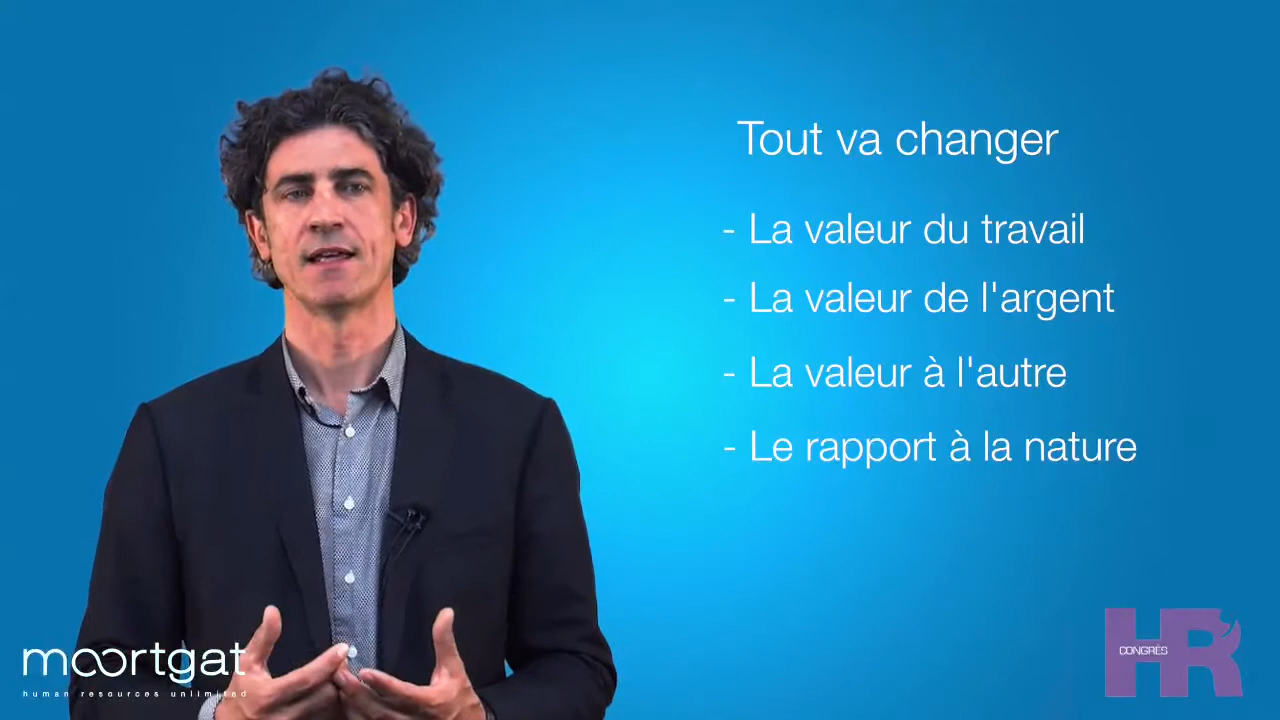 Tout va changer
- La valeur du travail
- La valeur de l'argent
- La valeur à l'autre
- Le rapport à la nature
moortgat
human resources unlimited
CONGRÈS
HR